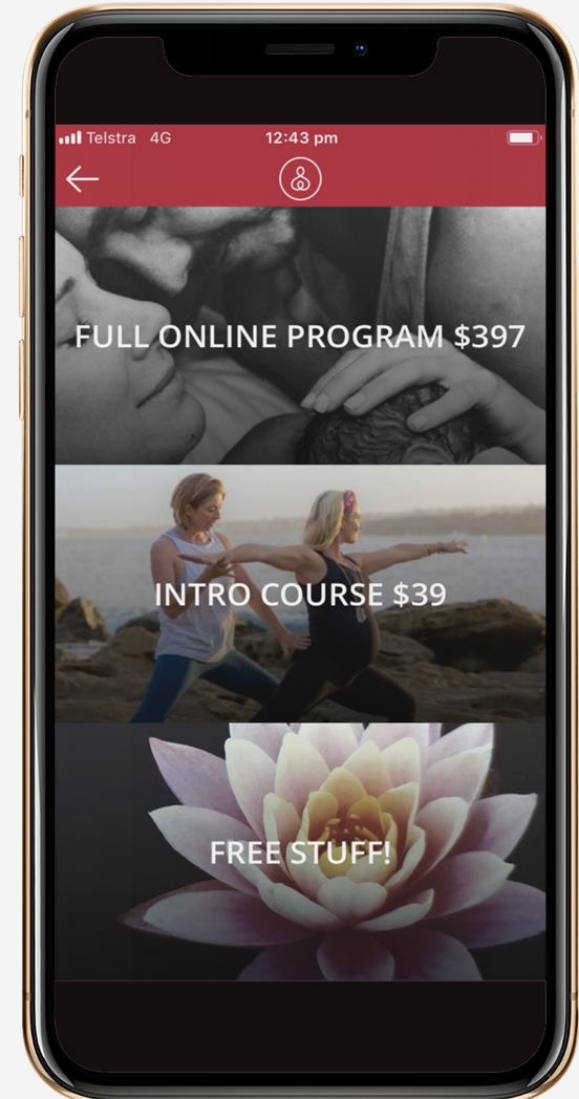 Telstra 4G 12:43 pm
FULL ONLINE PROGRAM $397
INTRO COURSE $39
FREE STUFF!